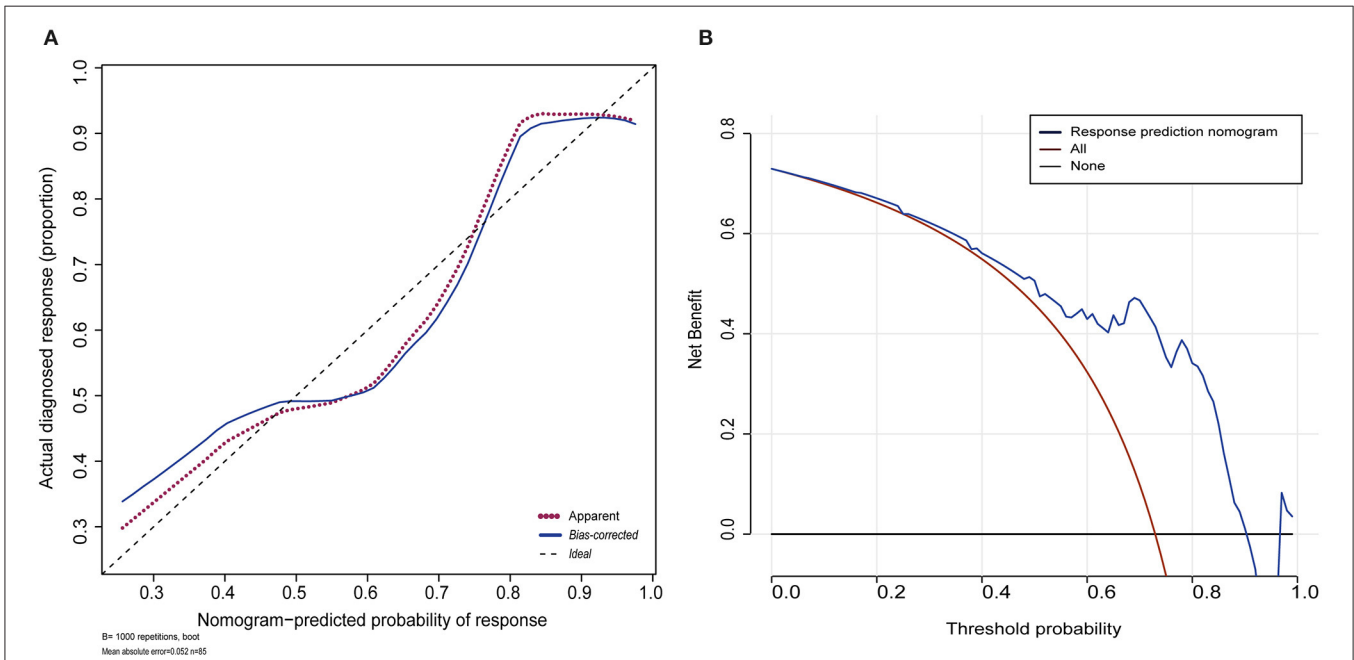 A
1.0
0.9
0.8
0.7
0.6
0.5
0.4
0.3
Actual diagnosed response (proportion)
Apparent
Bias-corrected
Ideal
0.3 0.4 0.5 0.6 0.7 0.8 0.9 1.0
Nomogram−predicted probability of response
B= 1000 repetitions, boot
Mean absolute error=0.052 n=85
B
0.8
0.6
0.4
0.2
0.0
Net Benefit
Response prediction nomogram
All
None
0.0 0.2 0.4 0.6 0.8 1.0
Threshold probability